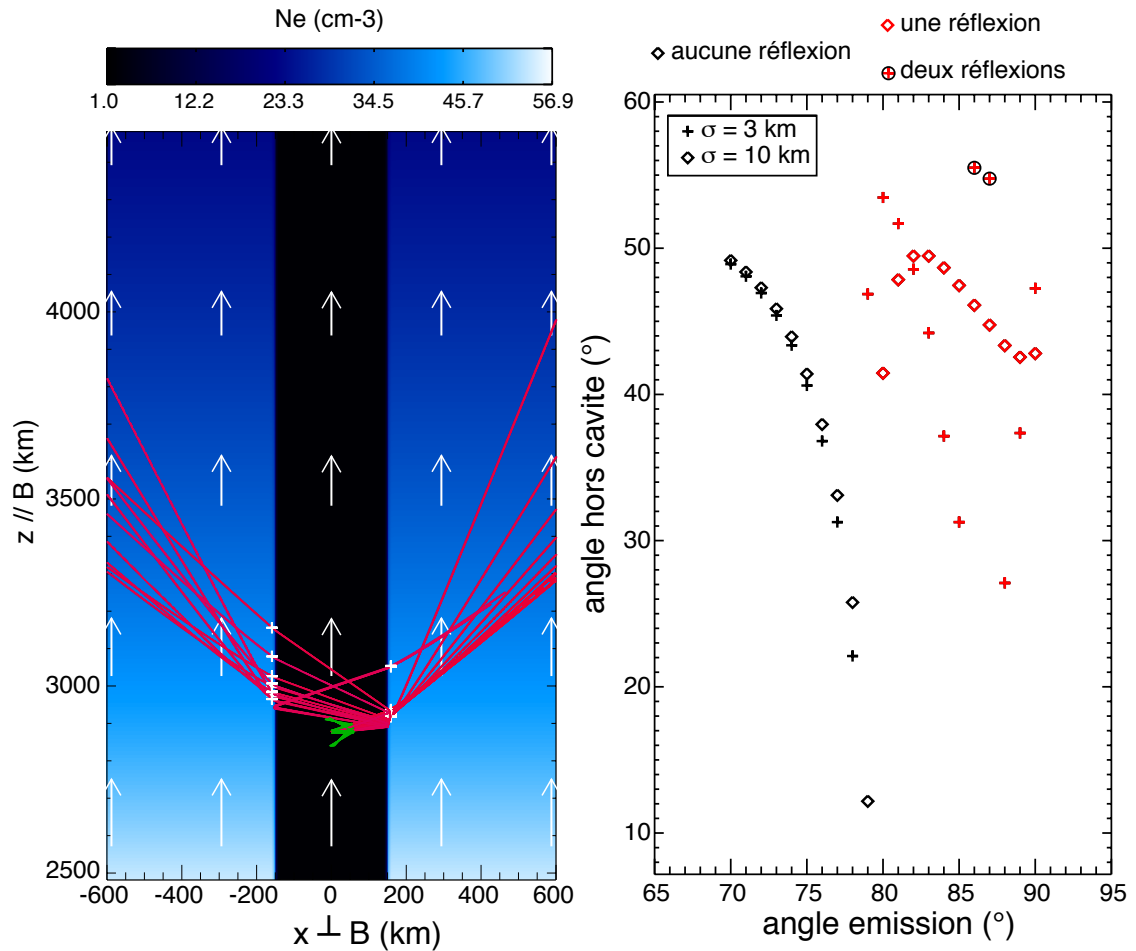 Ne (cm-3)
1.0 12.2 23.3 34.5 45.7 56.9
z // B (km)
4000
3500
3000
2500
-600 -400 -200 0 200 400 600
x ⊥ B (km)
aucune réflexion
une réflexion
deux réflexions
σ = 3 km
σ = 10 km
angle hors cavite (°)
60
50
40
30
20
10
65 70 75 80 85 90 95
angle emission (°)